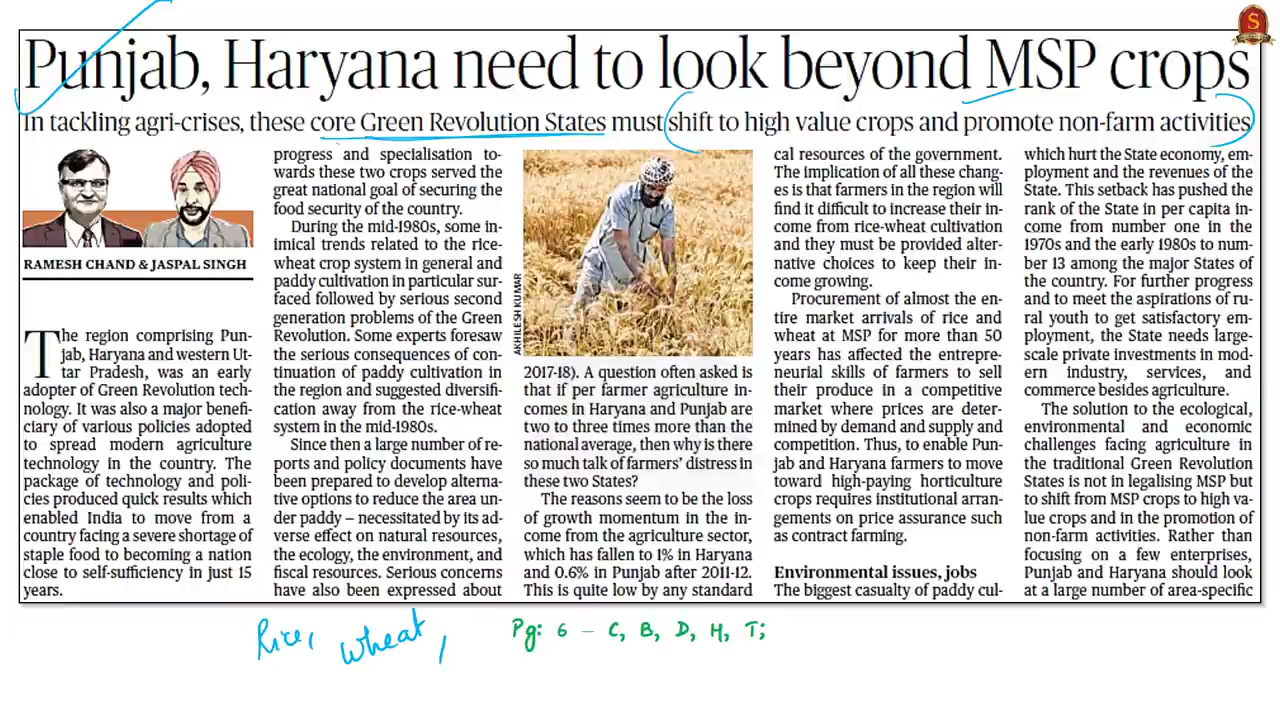 S
Punjab, Haryana need to look beyond MSP crops
In tackling agri-crises, these core Green Revolution States must shift to high value crops and promote non-farm activities
RAMESH CHAND & JASPAL SINGH
The region comprising Pun-
jab, Haryana and western Ut-
tar Pradesh, was an early
adopter of Green Revolution tech-
nology. It was also a major benefi-
ciary of various policies adopted
to spread modern agriculture
technology in the country. The
package of technology and poli-
cies produced quick results which
enabled India to move from a
country facing a severe shortage of
staple food to becoming a nation
close to self-sufficiency in just 15
years.
progress and specialisation to-
wards these two crops served the
great national goal of securing the
food security of the country.
During the mid-1980s, some in-
imical trends related to the rice-
wheat crop system in general and
paddy cultivation in particular sur-
faced followed by serious second
generation problems of the Green
Revolution. Some experts foresaw
the serious consequences of con-
tinuation of paddy cultivation in
the region and suggested diversifi-
cation away from the rice-wheat
system in the mid-1980s.
Since then a large number of re-
ports and policy documents have
been prepared to develop alterna-
tive options to reduce the area un-
der paddy – necessitated by its ad-
verse effect on natural resources,
the ecology, the environment, and
fiscal resources. Serious concerns
have also been expressed about
AKHILESH KUMAR
2017-18). A question often asked is
that if per farmer agriculture in-
comes in Haryana and Punjab are
two to three times more than the
national average, then why is there
so much talk of farmers' distress in
these two States?
The reasons seem to be the loss
of growth momentum in the in-
come from the agriculture sector,
which has fallen to 1% in Haryana
and 0.6% in Punjab after 2011-12.
This is quite low by any standard
cal resources of the government.
The implication of all these chang-
es is that farmers in the region will
find it difficult to increase their in-
come from rice-wheat cultivation
and they must be provided alter-
native choices to keep their in-
come growing.
Procurement of almost the en-
tire market arrivals of rice and
wheat at MSP for more than 50
years has affected the entrepre-
neurial skills of farmers to sell
their produce in a competitive
market where prices are deter-
mined by demand and supply and
competition. Thus, to enable Pun-
jab and Haryana farmers to move
toward high-paying horticulture
crops requires institutional arran-
gements on price assurance such
as contract farming.
Environmental issues, jobs
The biggest casualty of paddy cul-
which hurt the State economy, em-
ployment and the revenues of the
State. This setback has pushed the
rank of the State in per capita in-
come from number one in the
1970s and the early 1980s to num-
ber 13 among the major States of
the country. For further progress
and to meet the aspirations of ru-
ral youth to get satisfactory em-
ployment, the State needs large-
scale private investments in mod-
ern industry, services, and
commerce besides agriculture.
The solution to the ecological,
environmental and economic
challenges facing agriculture in
the traditional Green Revolution
States is not in legalising MSP but
to shift from MSP crops to high va-
lue crops and in the promotion of
non-farm activities. Rather than
focusing on a few enterprises,
Punjab and Haryana should look
at a large number of area-specific
Rice, wheat,
Pg: 6 – C, B, D, H, T;